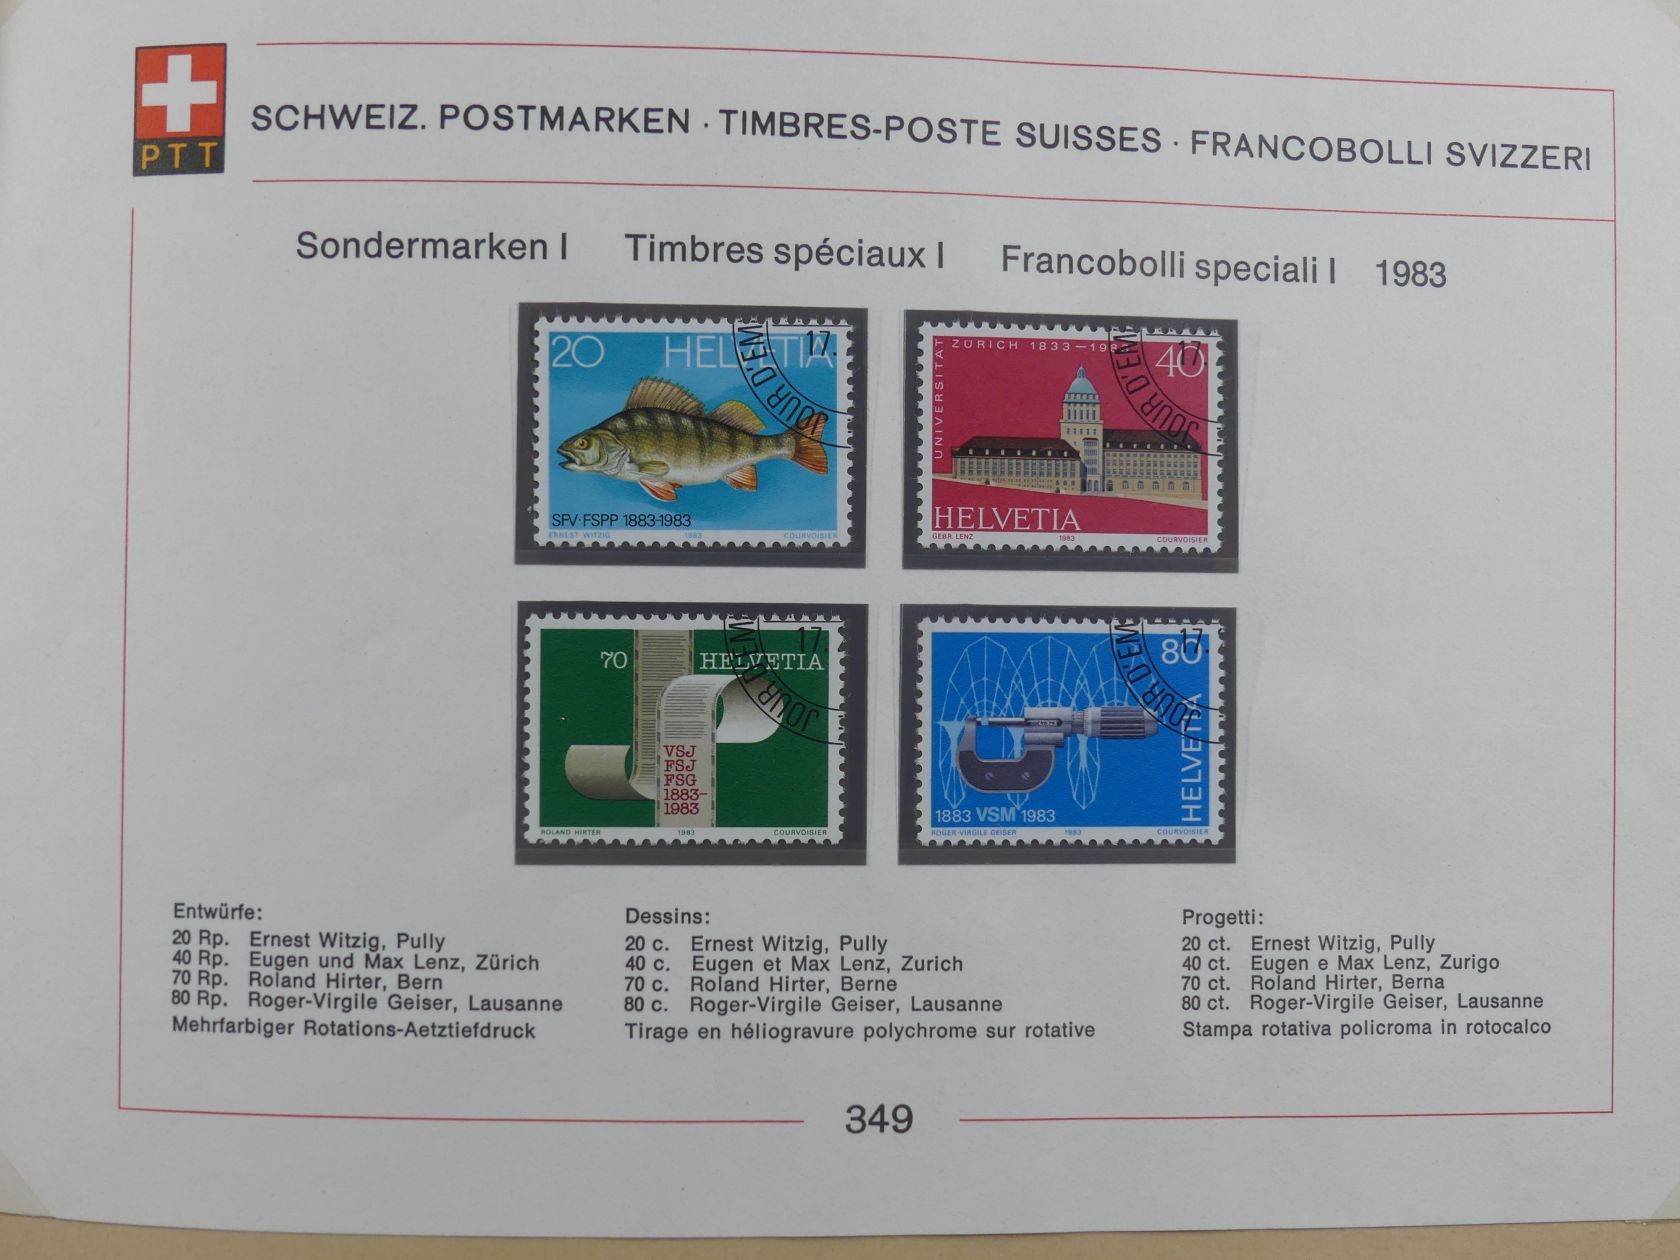 PTT
SCHWEIZ. POSTMARKEN · TIMBRES-POSTE SUISSES · FRANCOBOLLI SVIZZERI
Sondermarken I Timbres spéciaux I Francobolli speciali I 1983
20 HELVETIA
JOUR D'EM
17.
SFV·FSPP 1883-1983
ERNEST WITZIG 1983 COURVOISIER
UNIVERSITÄT
ZÜRICH 1833—1983
40
JOUR D'EM
17.
HELVETIA
GEBR. LENZ 1983 COURVOISIER
70 HELVETIA
JOUR D'EM
17.
VSJ
FSJ
FSG
1883-
1983
ROLAND HIRTER 1983 COURVOISIER
80
JOUR D'EM
17.
HELVETIA
1883 VSM 1983
ROGER-VIRGILE GEISER 1983 COURVOISIER
Entwürfe:
20 Rp. Ernest Witzig, Pully
40 Rp. Eugen und Max Lenz, Zürich
70 Rp. Roland Hirter, Bern
80 Rp. Roger-Virgile Geiser, Lausanne
Mehrfarbiger Rotations-Aetztiefdruck
Dessins:
20 c. Ernest Witzig, Pully
40 c. Eugen et Max Lenz, Zurich
70 c. Roland Hirter, Berne
80 c. Roger-Virgile Geiser, Lausanne
Tirage en héliogravure polychrome sur rotative
Progetti:
20 ct. Ernest Witzig, Pully
40 ct. Eugen e Max Lenz, Zurigo
70 ct. Roland Hirter, Berna
80 ct. Roger-Virgile Geiser, Lausanne
Stampa rotativa policroma in rotocalco
349